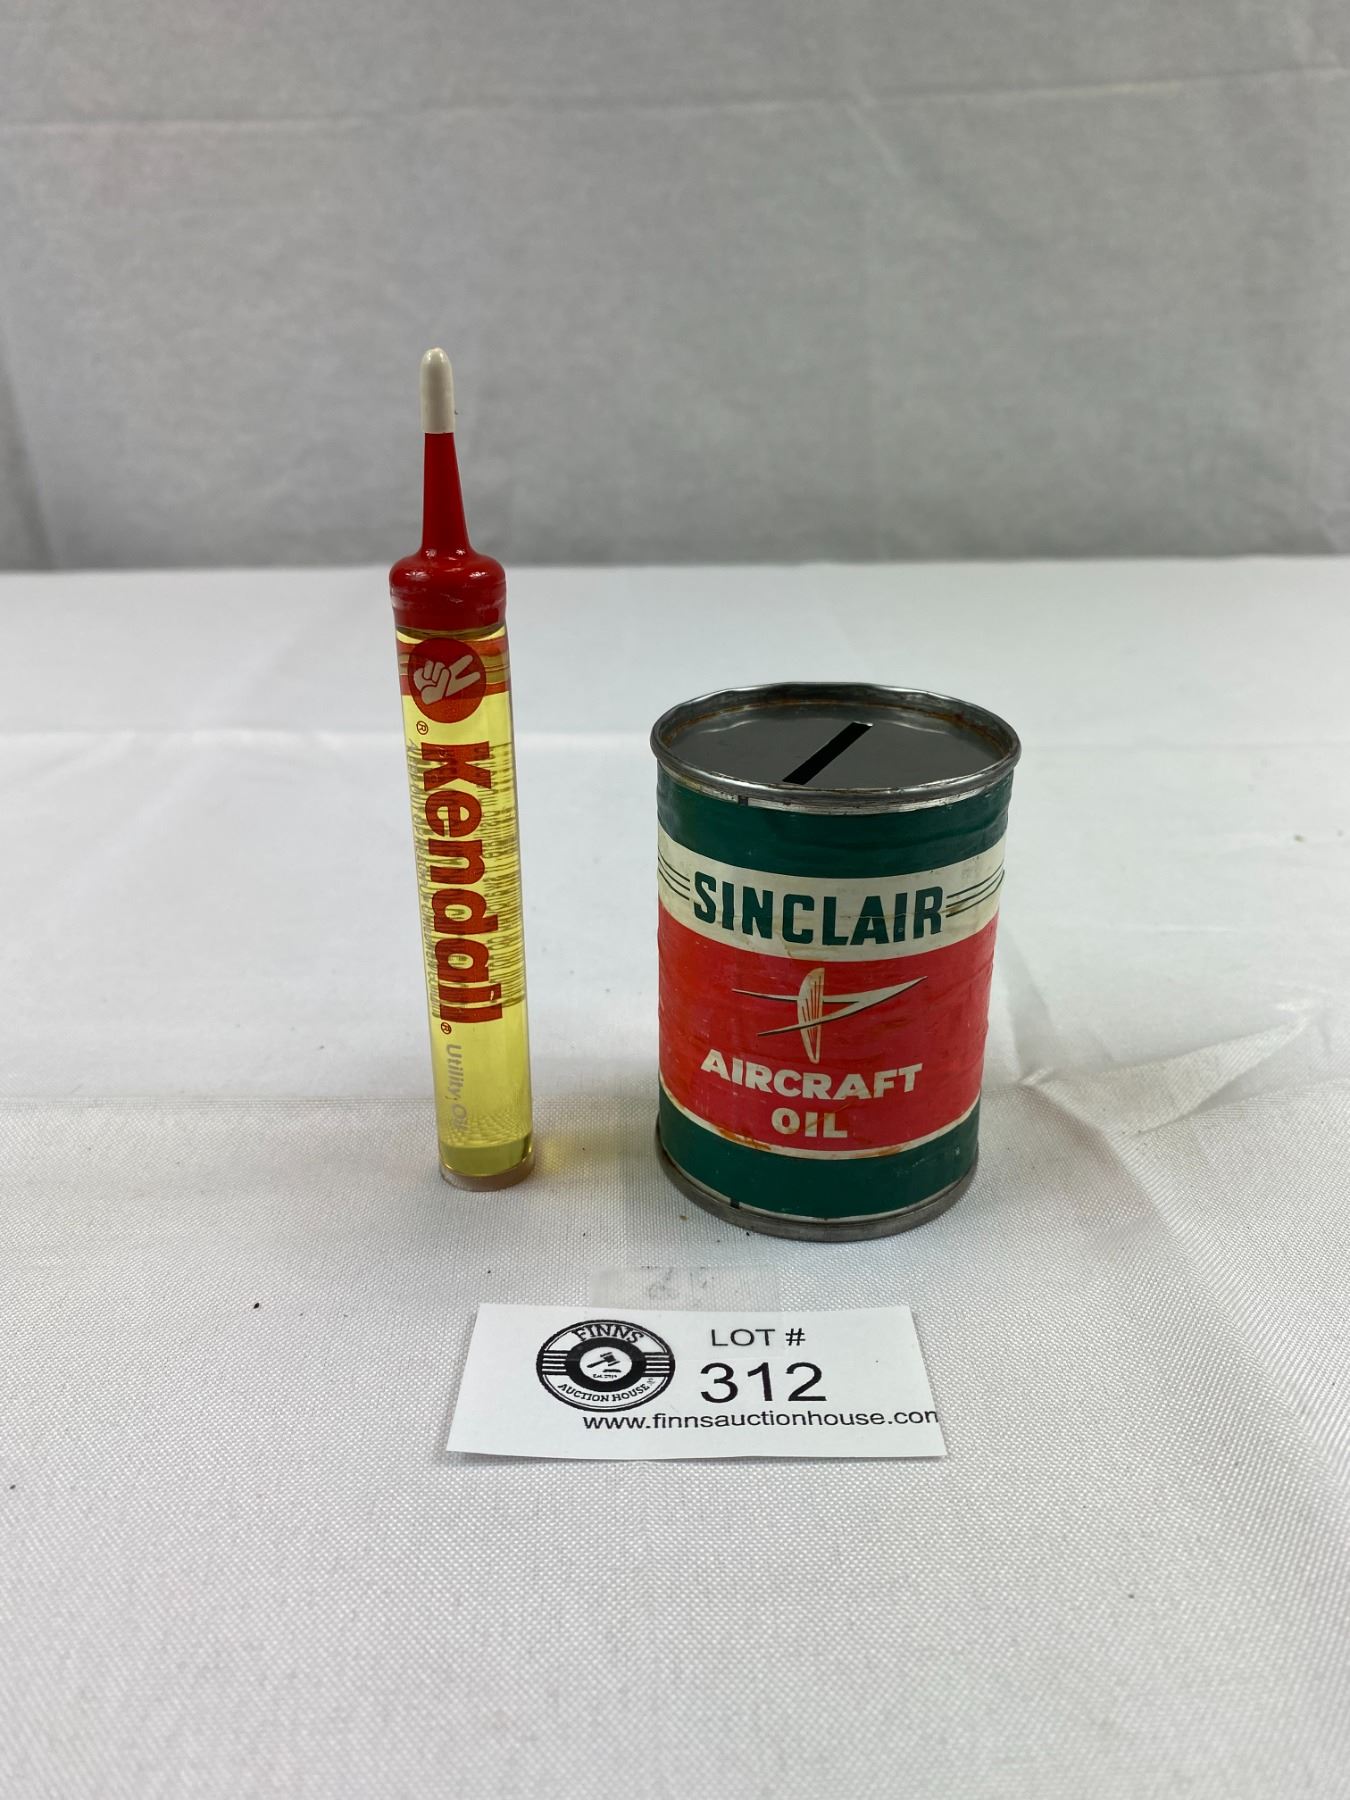 Kendall®
®
Utility Oil
SINCLAIR
AIRCRAFT
OIL
FINNS
AUCTION HOUSE
LOT #
312
www.finnsauctionhouse.com